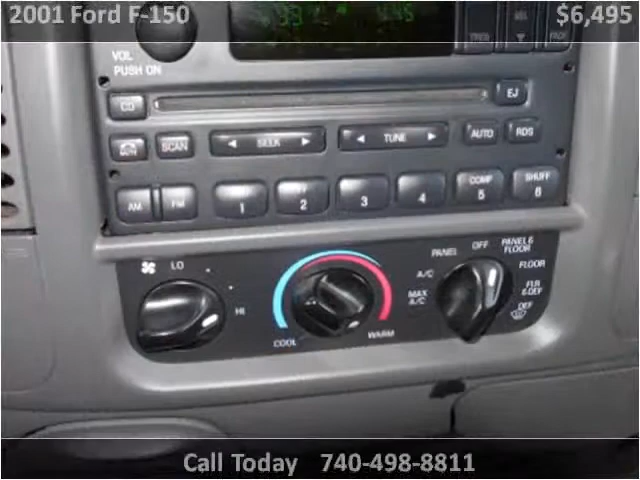 2001 Ford F-150 $6,495
4:45
VOL
PUSH ON
CD
EJ
SCAN
◄ SEEK ►
◄ TUNE ►
AUTO
RDS
AM
FM
1
2
3
4
COMP
5
SHUFF
6
LO
HI
COOL
WARM
MAX
A/C
A/C
PANEL
OFF
PANEL &
FLOOR
FLOOR
FLR
& DEF
DEF
Call Today 740-498-8811